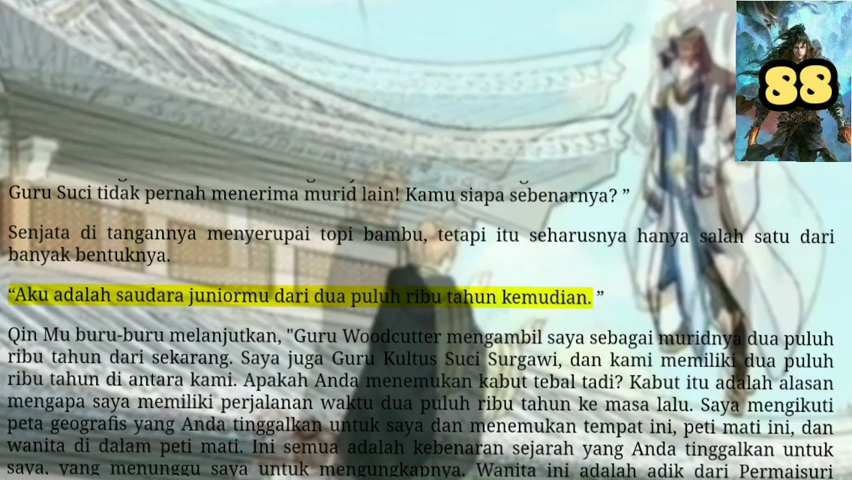 88
Guru Suci tidak pernah menerima murid lain! Kamu siapa sebenarnya? ”
Senjata di tangannya menyerupai topi bambu, tetapi itu seharusnya hanya salah satu dari
banyak bentuknya.
“Aku adalah saudara juniormu dari dua puluh ribu tahun kemudian. ”
Qin Mu buru-buru melanjutkan, "Guru Woodcutter mengambil saya sebagai muridnya dua puluh
ribu tahun dari sekarang. Saya juga Guru Kultus Suci Surgawi, dan kami memiliki dua puluh
ribu tahun di antara kami. Apakah Anda menemukan kabut tebal tadi? Kabut itu adalah alasan
mengapa saya memiliki perjalanan waktu dua puluh ribu tahun ke masa lalu. Saya mengikuti
peta geografis yang Anda tinggalkan untuk saya dan menemukan tempat ini, peti mati ini, dan
wanita di dalam peti mati. Ini semua adalah kebenaran sejarah yang Anda tinggalkan untuk
saya, yang menunggu saya untuk mengungkapnya. Wanita ini adalah adik dari Permaisuri